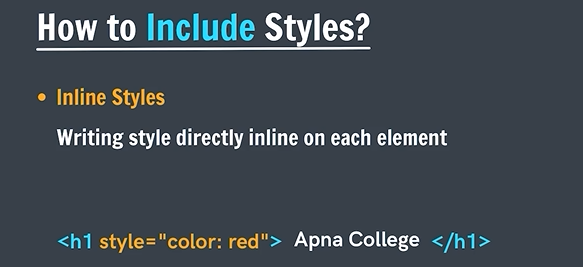 How to Include Styles?
• Inline Styles
Writing style directly inline on each element
<h1 style="color: red"> Apna College </h1>